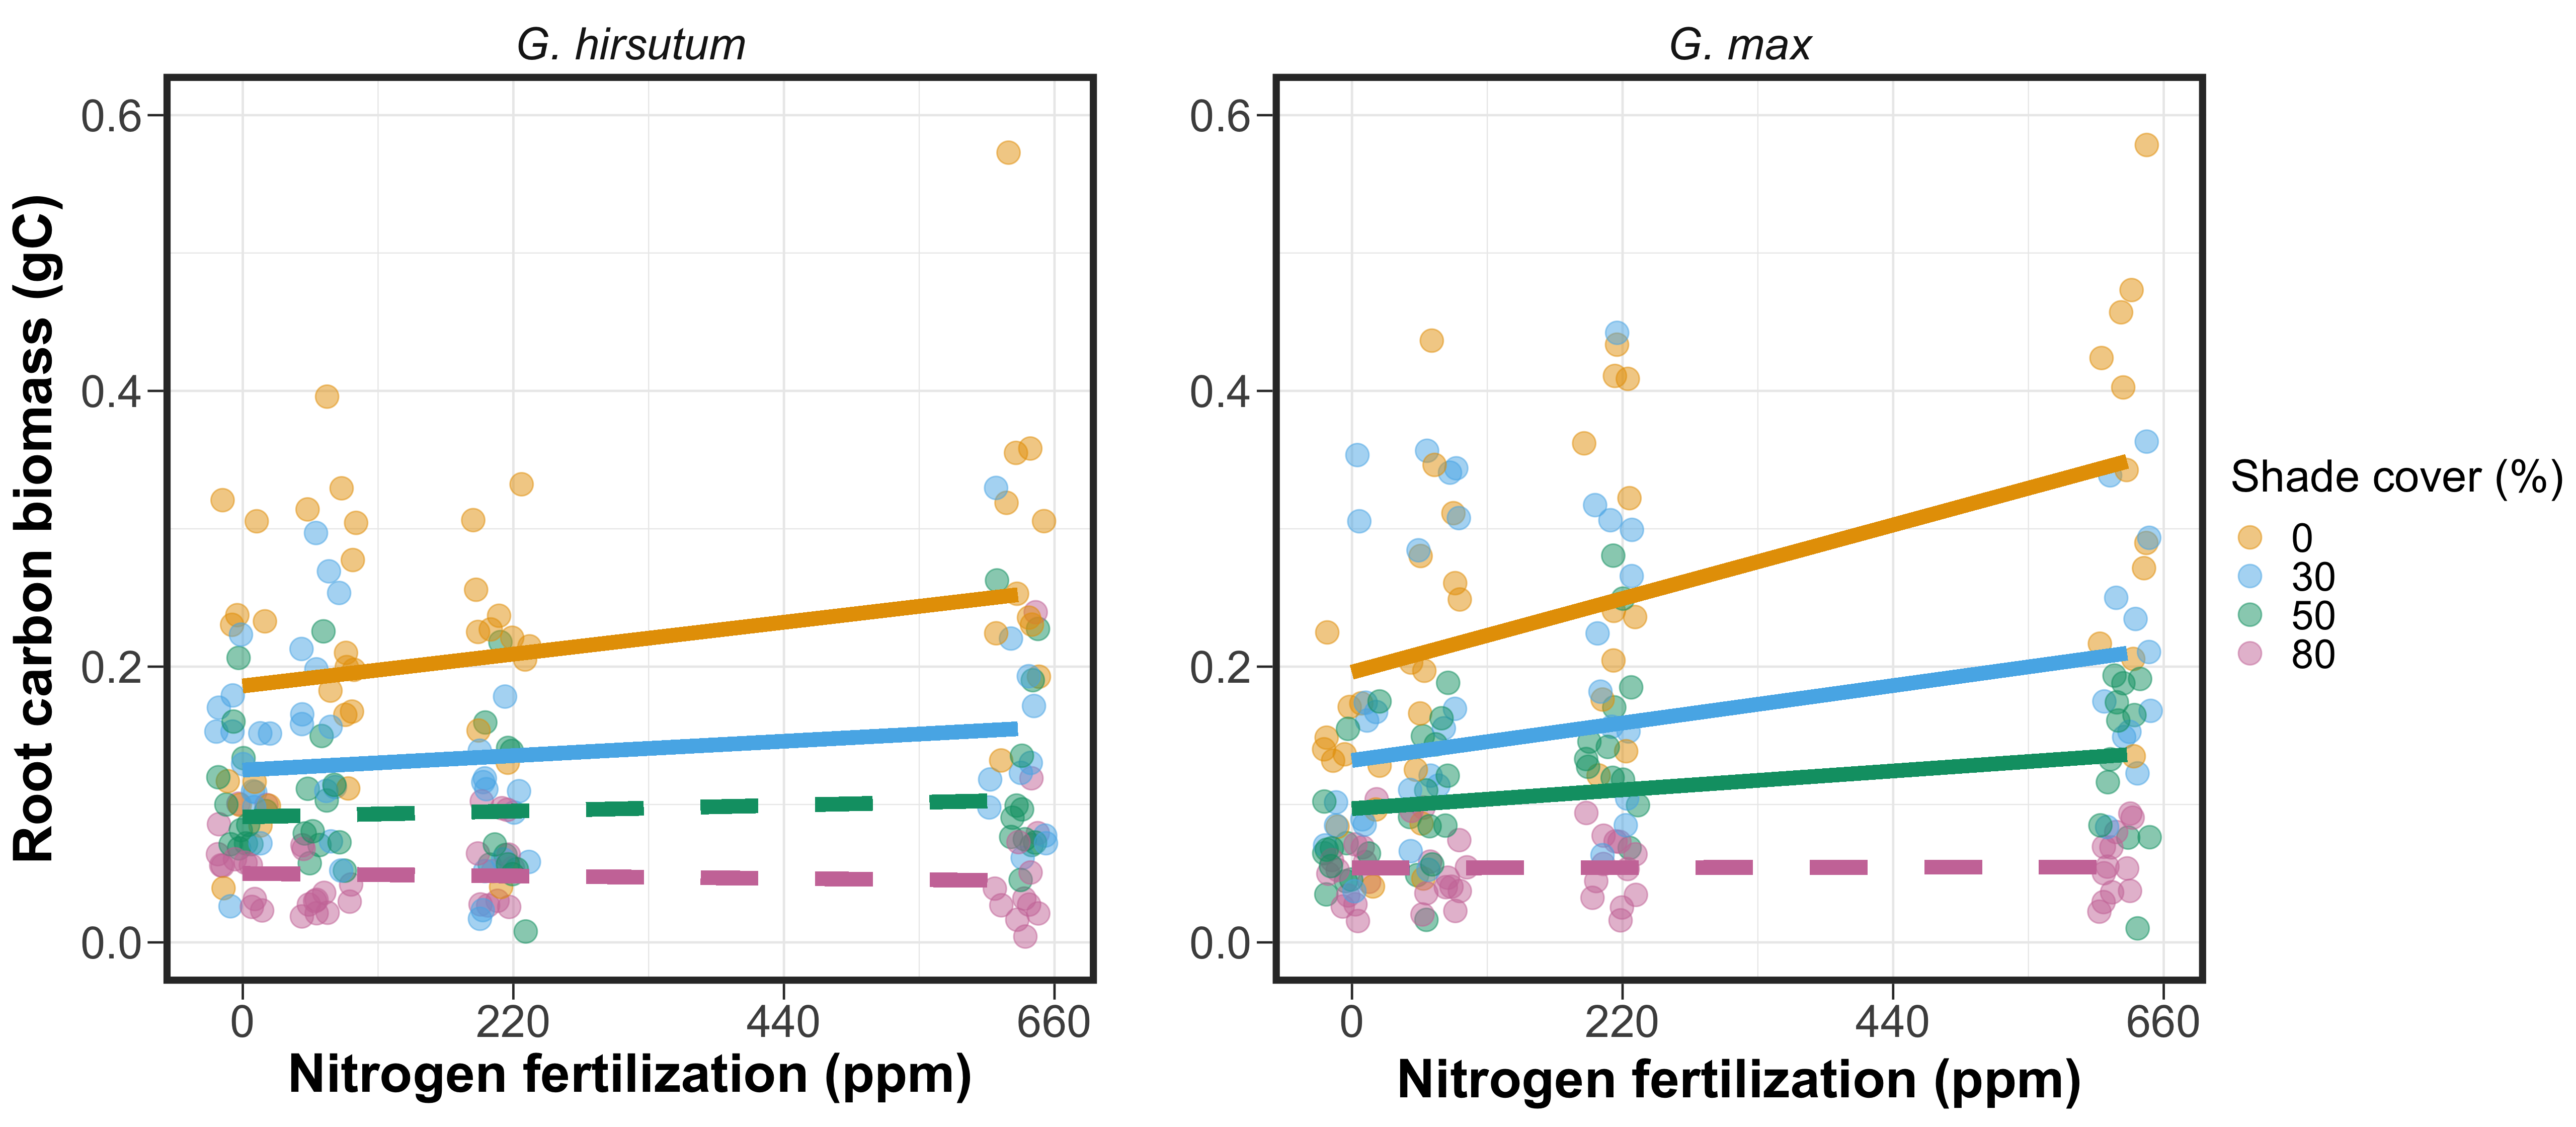 G. hirsutum
G. max
Root carbon biomass (gC)
0.6
0.4
0.2
0.0
0 220 440 660
Nitrogen fertilization (ppm)
0.6
0.4
0.2
0.0
0 220 440 660
Nitrogen fertilization (ppm)
Shade cover (%)
0
30
50
80